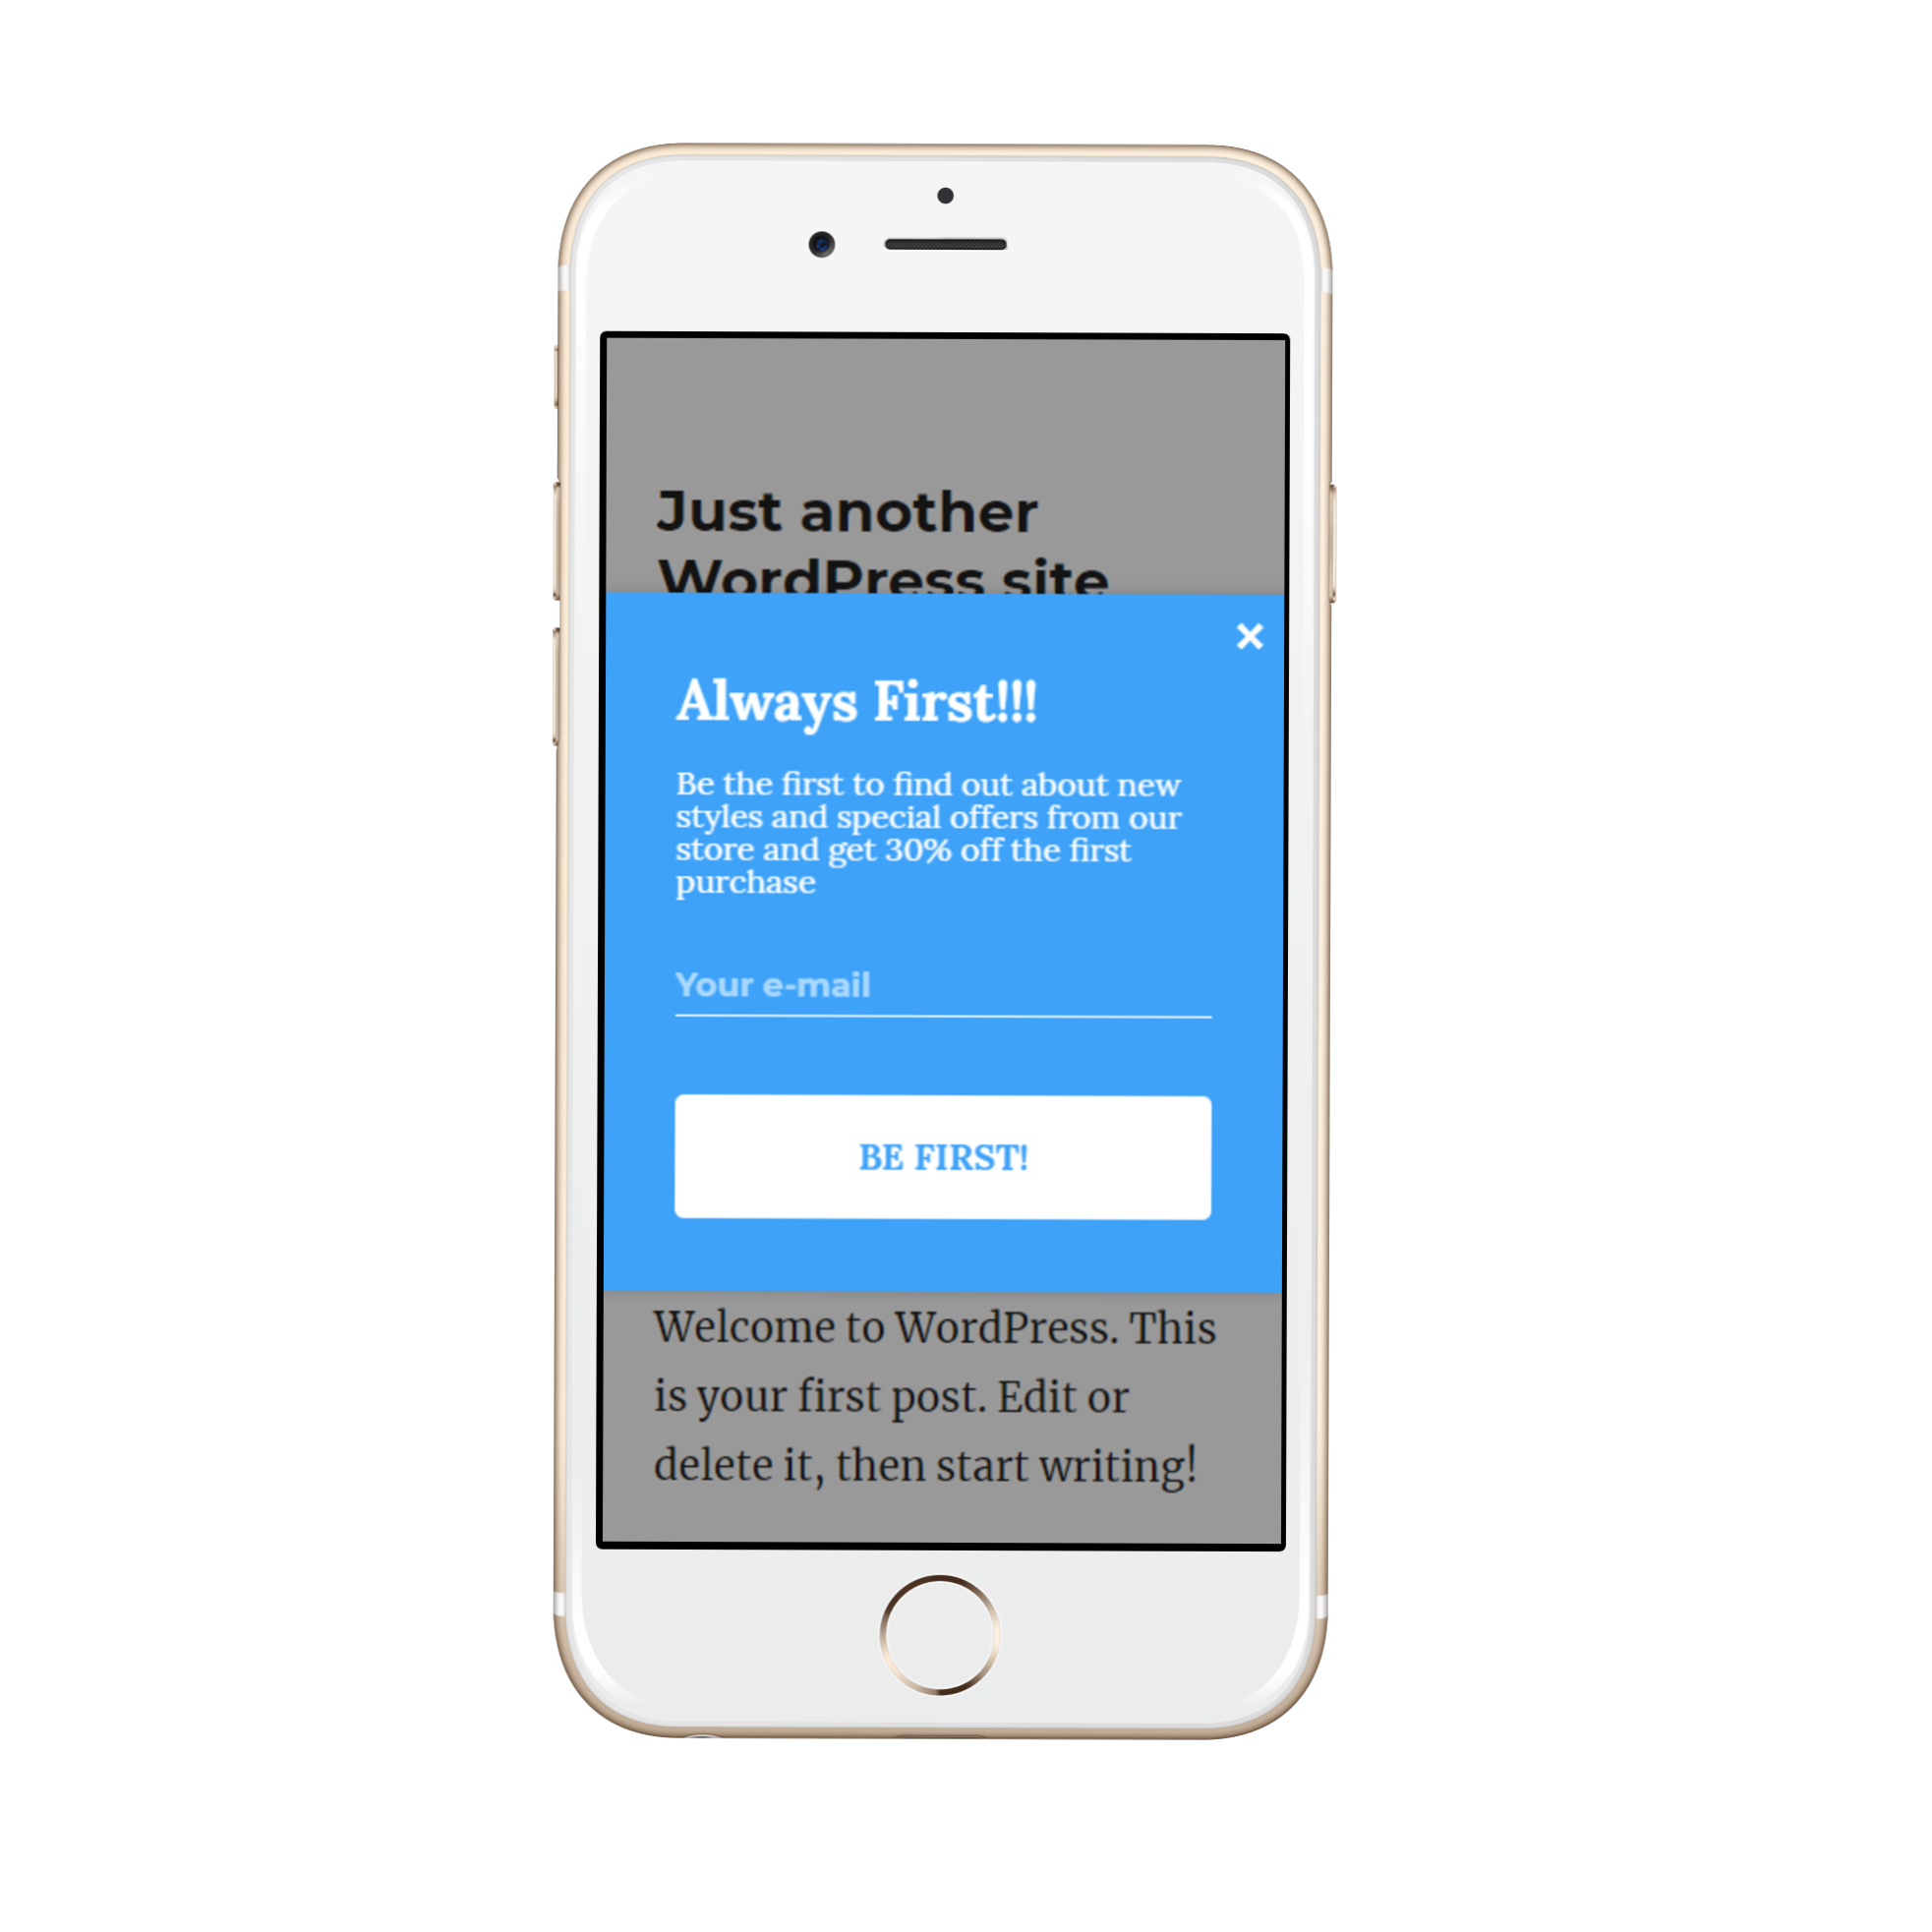 Just another
WordPress site
×
Always First!!!
Be the first to find out about new
styles and special offers from our
store and get 30% off the first
purchase
Your e-mail
BE FIRST!
Welcome to WordPress. This
is your first post. Edit or
delete it, then start writing!